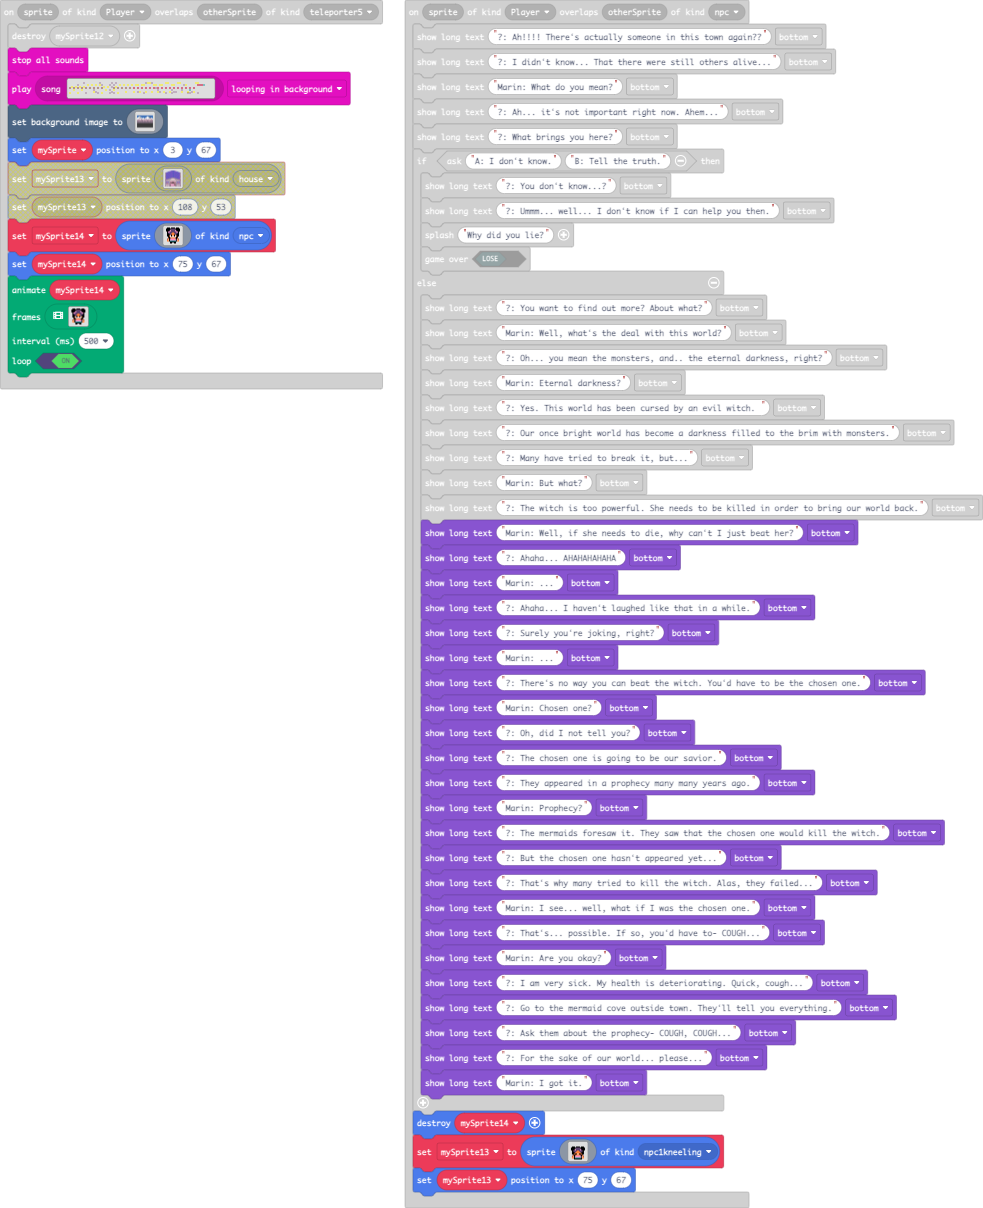 on sprite of kind Player overlaps otherSprite of kind teleporter5
destroy mySprite12
stop all sounds
play song looping in background
set background image to
set mySprite position to x 3 y 67
set mySprite13 to sprite of kind house
set mySprite13 position to x 108 y 53
set mySprite14 to sprite of kind npc
set mySprite14 position to x 75 y 67
animate mySprite14
frames
interval (ms) 500
loop ON
on sprite of kind Player overlaps otherSprite of kind npc
show long text "?: Ah!!!! There's actually someone in this town again??" bottom
show long text "?: I didn't know... That there were still others alive..." bottom
show long text "Marin: What do you mean?" bottom
show long text "?: Ah... it's not important right now. Ahem..." bottom
show long text "?: What brings you here?" bottom
if ask "A: I don't know." "B: Tell the truth." then
show long text "?: You don't know...?" bottom
show long text "?: Ummm... well... I don't know if I can help you then." bottom
splash "Why did you lie?"
game over LOSE
else
show long text "?: You want to find out more? About what?" bottom
show long text "Marin: Well, what's the deal with this world?" bottom
show long text "?: Oh... you mean the monsters, and.. the eternal darkness, right?" bottom
show long text "Marin: Eternal darkness?" bottom
show long text "?: Yes. This world has been cursed by an evil witch. " bottom
show long text "?: Our once bright world has become a darkness filled to the brim with monsters." bottom
show long text "?: Many have tried to break it, but..." bottom
show long text "Marin: But what?" bottom
show long text "?: The witch is too powerful. She needs to be killed in order to bring our world back." bottom
show long text "Marin: Well, if she needs to die, why can't I just beat her?" bottom
show long text "?: Ahaha... AHAHAHAHAHA" bottom
show long text "Marin: ..." bottom
show long text "?: Ahaha... I haven't laughed like that in a while." bottom
show long text "?: Surely you're joking, right?" bottom
show long text "Marin: ..." bottom
show long text "?: There's no way you can beat the witch. You'd have to be the chosen one." bottom
show long text "Marin: Chosen one?" bottom
show long text "?: Oh, did I not tell you?" bottom
show long text "?: The chosen one is going to be our savior." bottom
show long text "?: They appeared in a prophecy many many years ago." bottom
show long text "Marin: Prophecy?" bottom
show long text "?: The mermaids foresaw it. They saw that the chosen one would kill the witch." bottom
show long text "?: But the chosen one hasn't appeared yet..." bottom
show long text "?: That's why many tried to kill the witch. Alas, they failed..." bottom
show long text "Marin: I see... well, what if I was the chosen one." bottom
show long text "?: That's... possible. If so, you'd have to- COUGH..." bottom
show long text "Marin: Are you okay?" bottom
show long text "?: I am very sick. My health is deteriorating. Quick, cough..." bottom
show long text "?: Go to the mermaid cove outside town. They'll tell you everything." bottom
show long text "?: Ask them about the prophecy- COUGH, COUGH..." bottom
show long text "?: For the sake of our world... please..." bottom
show long text "Marin: I got it." bottom
destroy mySprite14
set mySprite13 to sprite of kind npc1kneeling
set mySprite13 position to x 75 y 67